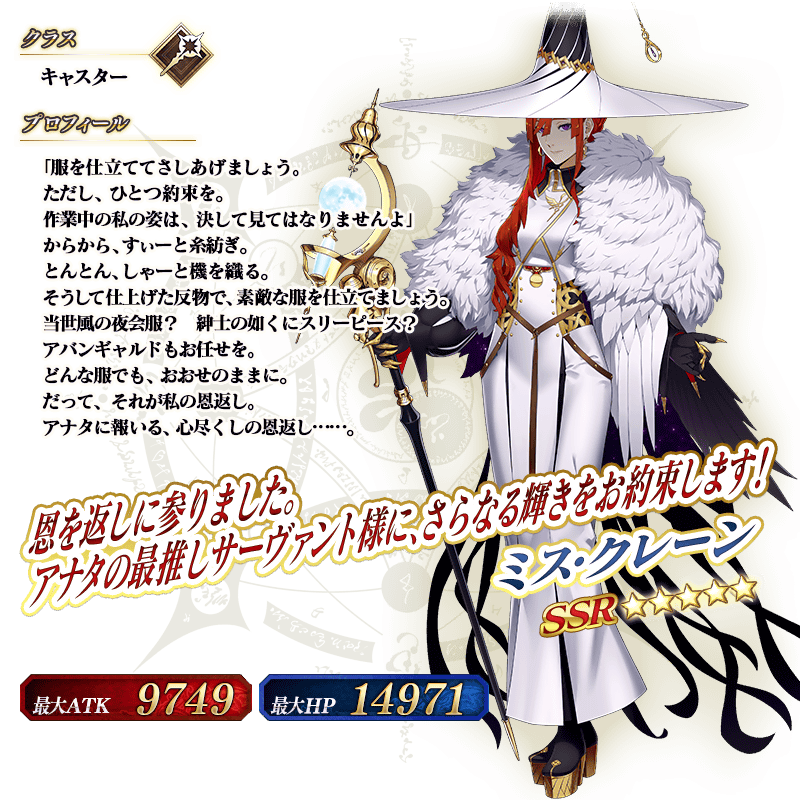 クラス
キャスター
プロフィール
「服を仕立ててさしあげましょう。
ただし、ひとつ約束を。
作業中の私の姿は、決して見てはなりませんよ」
からから、すぃーと糸紡ぎ。
とんとん、しゃーと機を織る。
そうして仕上げた反物で、素敵な服を仕立てましょう。
当世風の夜会服？　紳士の如くにスリーピース？
アバンギャルドもお任せを。
どんな服でも、おおせのままに。
だって、それが私の恩返し。
アナタに報いる、心尽くしの恩返し……。
恩を返しに参りました。
アナタの最推しサーヴァント様に、さらなる輝きをお約束します！
ミス・クレーン
SSR
最大ATK 9749
最大HP 14971